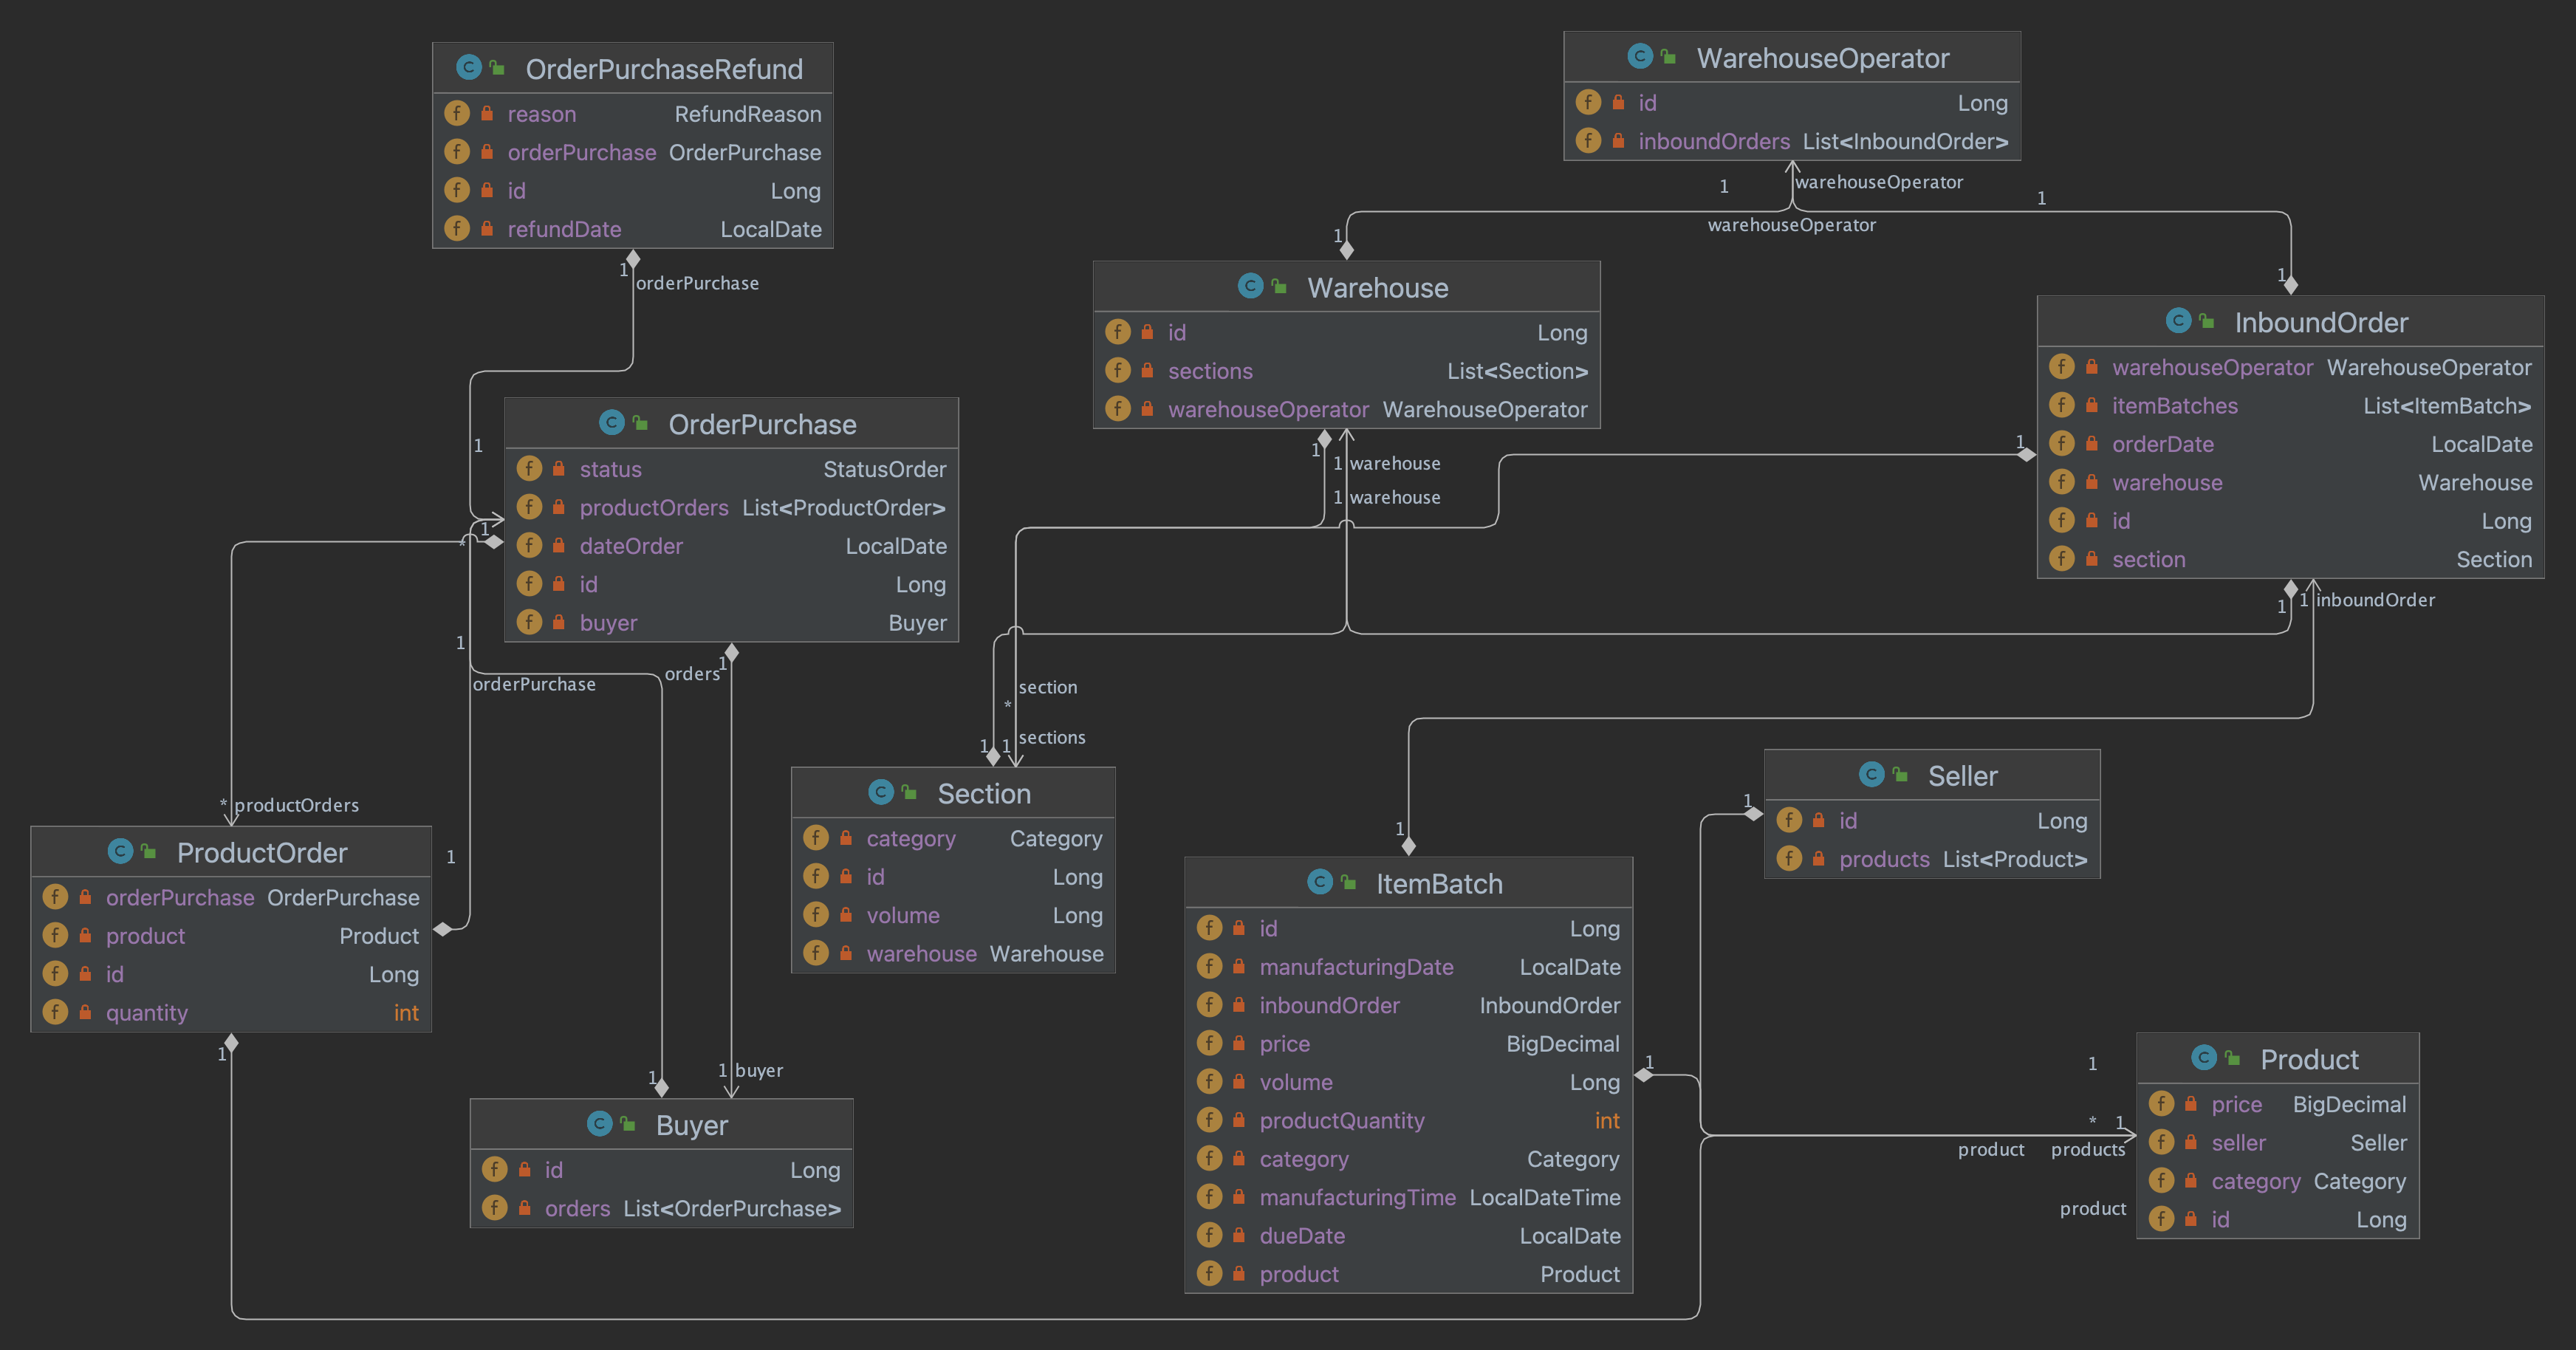 OrderPurchaseRefund
reason RefundReason
orderPurchase OrderPurchase
id Long
refundDate LocalDate
1
orderPurchase
1
WarehouseOperator
id Long
inboundOrders List<InboundOrder>
1
warehouseOperator
1
warehouseOperator
1
1
Warehouse
id Long
sections List<Section>
warehouseOperator WarehouseOperator
1
1 warehouse
1 warehouse
InboundOrder
warehouseOperator WarehouseOperator
itemBatches List<ItemBatch>
orderDate LocalDate
warehouse Warehouse
id Long
section Section
1
1
1 inboundOrder
OrderPurchase
status StatusOrder
productOrders List<ProductOrder>
dateOrder LocalDate
id Long
buyer Buyer
1
*
1
orderPurchase
orders
1
section
*
sections
1
1
* productOrders
ProductOrder
orderPurchase OrderPurchase
product Product
id Long
quantity int
1
1
Section
category Category
id Long
volume Long
warehouse Warehouse
1
Seller
id Long
products List<Product>
1
ItemBatch
id Long
manufacturingDate LocalDate
inboundOrder InboundOrder
price BigDecimal
volume Long
productQuantity int
category Category
manufacturingTime LocalDateTime
dueDate LocalDate
product Product
1
1
1 buyer
Buyer
id Long
orders List<OrderPurchase>
1
1
*
1
product
products
product
Product
price BigDecimal
seller Seller
category Category
id Long